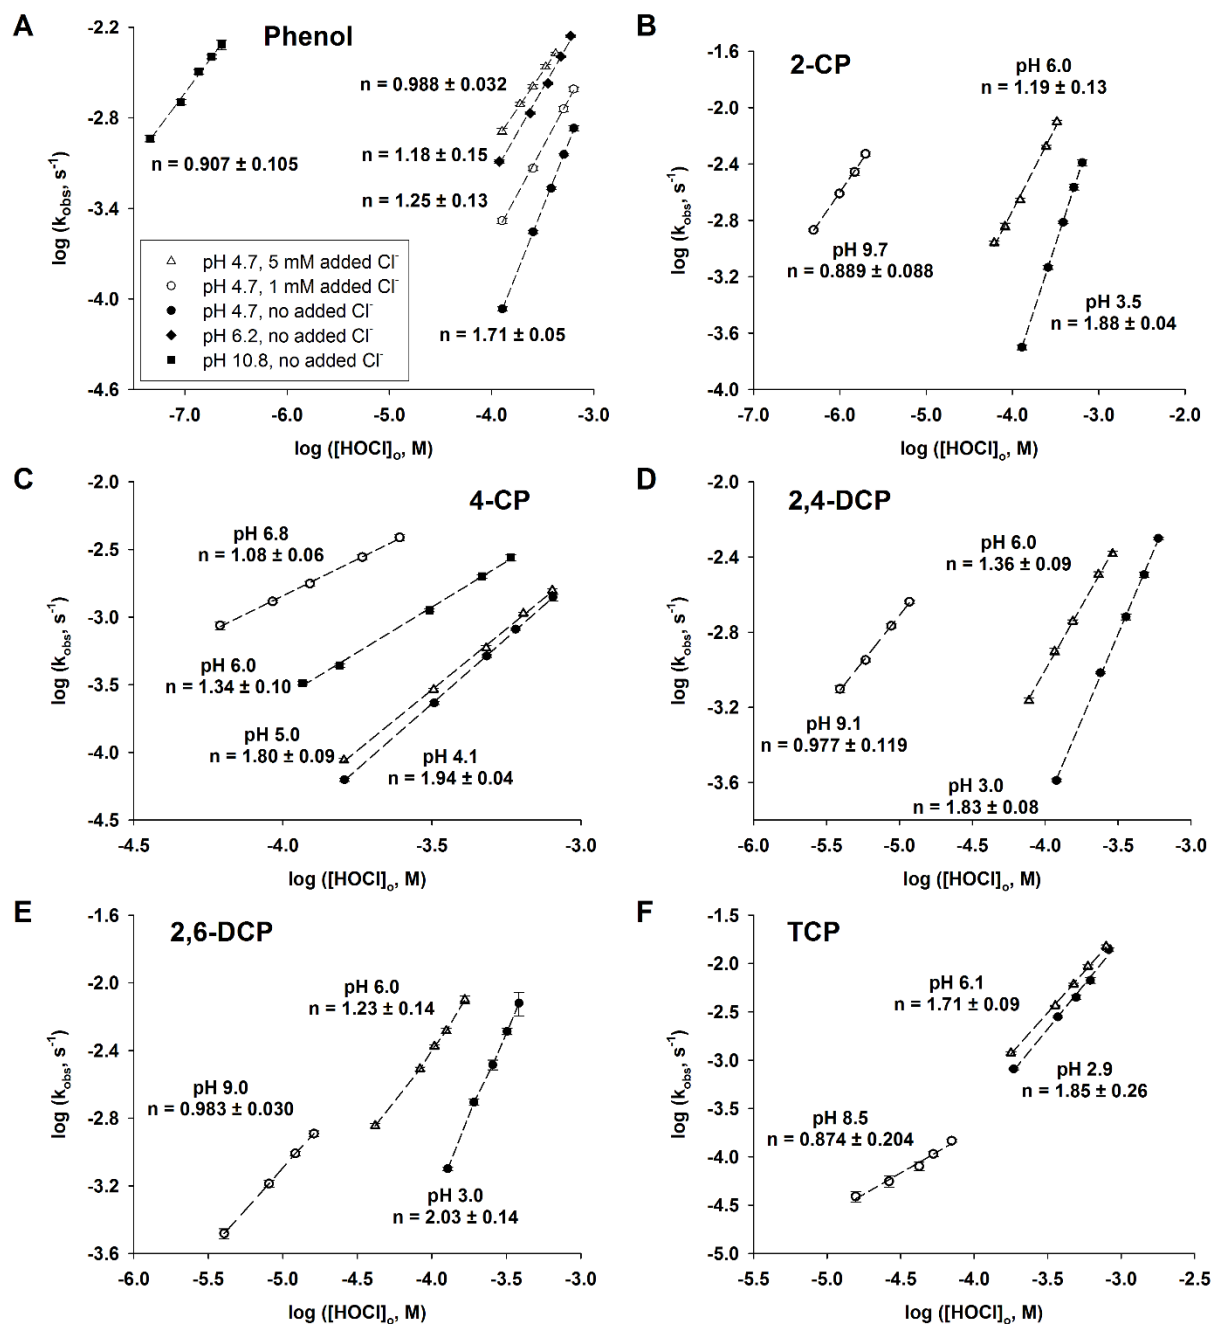 A
Phenol
log (kobs, s-1)
-2.2
-2.8
-3.4
-4.0
-4.6
n = 0.988 ± 0.032
n = 0.907 ± 0.105
n = 1.18 ± 0.15
n = 1.25 ± 0.13
n = 1.71 ± 0.05
pH 4.7, 5 mM added Cl-
pH 4.7, 1 mM added Cl-
pH 4.7, no added Cl-
pH 6.2, no added Cl-
pH 10.8, no added Cl-
-7.0 -6.0 -5.0 -4.0 -3.0
log ([HOCl]o, M)
B
2-CP
log (kobs, s-1)
-1.6
-2.0
-2.4
-2.8
-3.2
-3.6
-4.0
pH 6.0
n = 1.19 ± 0.13
pH 9.7
n = 0.889 ± 0.088
pH 3.5
n = 1.88 ± 0.04
-7.0 -6.0 -5.0 -4.0 -3.0 -2.0
log ([HOCl]o, M)
C
4-CP
log (kobs, s-1)
-2.0
-2.5
-3.0
-3.5
-4.0
-4.5
pH 6.8
n = 1.08 ± 0.06
pH 6.0
n = 1.34 ± 0.10
pH 5.0
n = 1.80 ± 0.09
pH 4.1
n = 1.94 ± 0.04
-4.5 -4.0 -3.5 -3.0
log ([HOCl]o, M)
D
2,4-DCP
log (kobs, s-1)
-2.0
-2.4
-2.8
-3.2
-3.6
pH 6.0
n = 1.36 ± 0.09
pH 9.1
n = 0.977 ± 0.119
pH 3.0
n = 1.83 ± 0.08
-6.0 -5.5 -5.0 -4.5 -4.0 -3.5 -3.0
log ([HOCl]o, M)
E
2,6-DCP
log (kobs, s-1)
-1.6
-2.0
-2.4
-2.8
-3.2
-3.6
pH 6.0
n = 1.23 ± 0.14
pH 9.0
n = 0.983 ± 0.030
pH 3.0
n = 2.03 ± 0.14
-6.0 -5.5 -5.0 -4.5 -4.0 -3.5 -3.0
log ([HOCl]o, M)
F
TCP
log (kobs, s-1)
-1.5
-2.0
-2.5
-3.0
-3.5
-4.0
-4.5
-5.0
pH 6.1
n = 1.71 ± 0.09
pH 2.9
n = 1.85 ± 0.26
pH 8.5
n = 0.874 ± 0.204
-5.5 -5.0 -4.5 -4.0 -3.5 -3.0 -2.5
log ([HOCl]o, M)